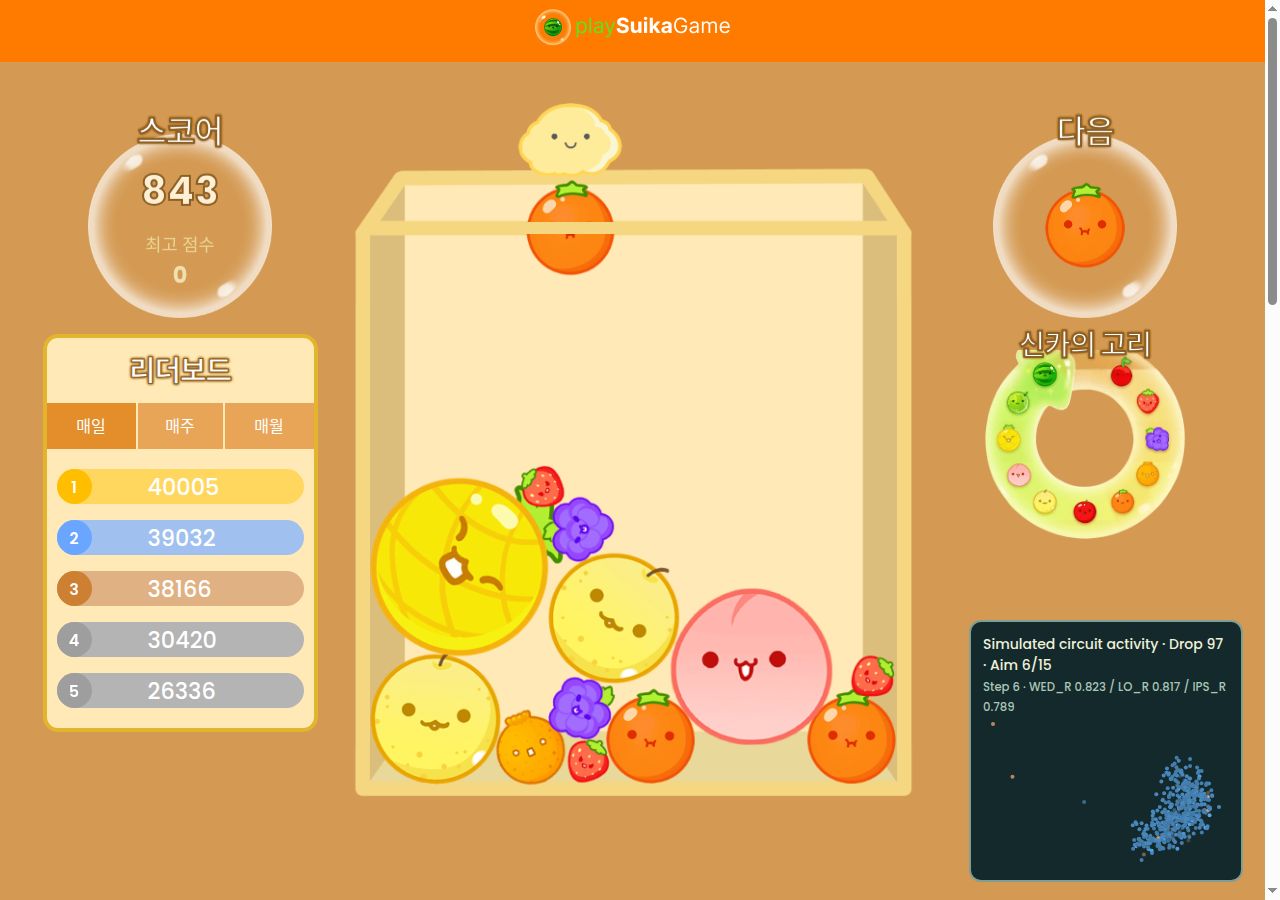 playSuikaGame
스코어
843
최고 점수
0
리더보드
매일 매주 매월
1 40005
2 39032
3 38166
4 30420
5 26336
다음
신카의 고리
Simulated circuit activity · Drop 97
· Aim 6/15
Step 6 · WED_R 0.823 / LO_R 0.817 / IPS_R
0.789